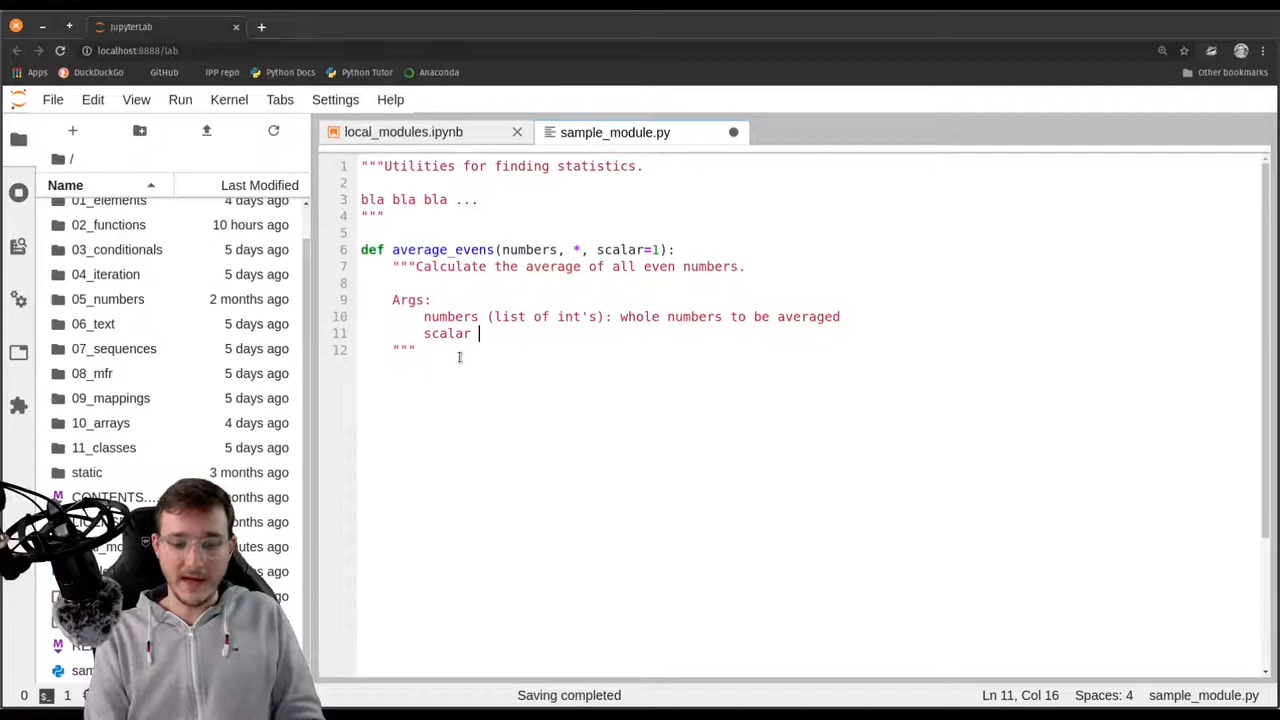 JupyterLab
localhost:8888/lab
Apps DuckDuckGo GitHub IPP repo Python Docs Python Tutor Anaconda Other bookmarks
File Edit View Run Kernel Tabs Settings Help
local_modules.ipynb sample_module.py
/
Name Last Modified
01_elements 4 days ago
02_functions 10 hours ago
03_conditionals 5 days ago
04_iteration 5 days ago
05_numbers 2 months ago
06_text 5 days ago
07_sequences 5 days ago
08_mfr 5 days ago
09_mappings 5 days ago
10_arrays 4 days ago
11_classes 5 days ago
static 3 months ago
CONTENTS....
1 """Utilities for finding statistics.
2
3 bla bla bla ...
4 """
5
6 def average_evens(numbers, *, scalar=1):
7 """Calculate the average of all even numbers.
8
9 Args:
10 numbers (list of int's): whole numbers to be averaged
11 scalar
12 """
0 $_ 1 Saving completed Ln 11, Col 16 Spaces: 4 sample_module.py